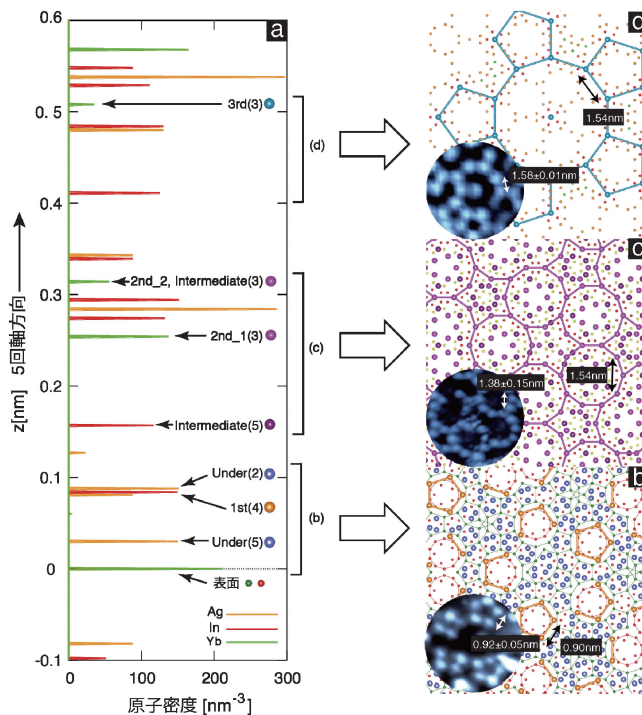 a
0.6
0.5
0.4
0.3
0.2
0.1
0
-0.1
z[nm] 5回軸方向
0
100
200
300
原子密度 [nm⁻³]
3rd(3)
2nd_2, Intermediate(3)
2nd_1(3)
Intermediate(5)
Under(2)
1st(4)
Under(5)
表面
Ag
In
Yb
(d)
(c)
(b)
1.54nm
1.58±0.01nm
1.54nm
1.38±0.15nm
b
0.92±0.05nm
0.90nm